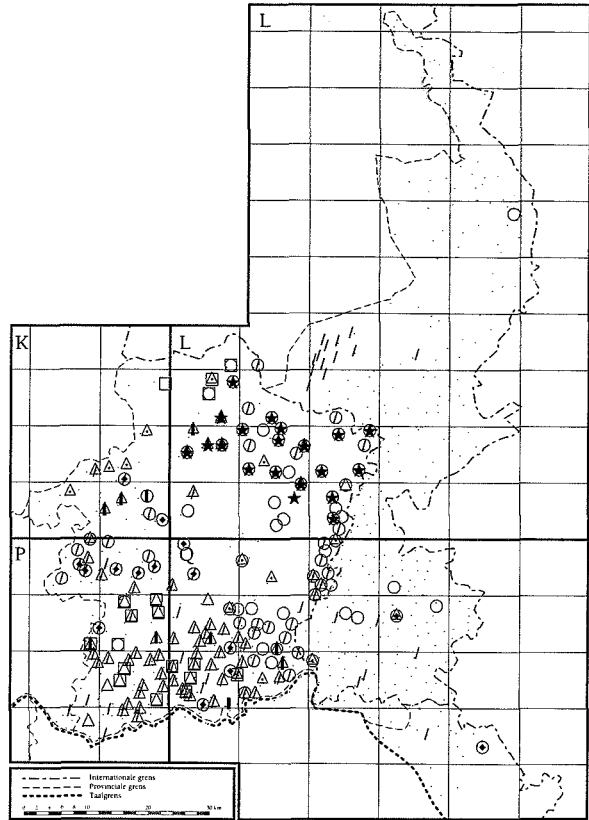 L
K
L
P
Internationale grens
Provinciale grens
Taalgrens
0 2 4 6 8 10 20 30 km